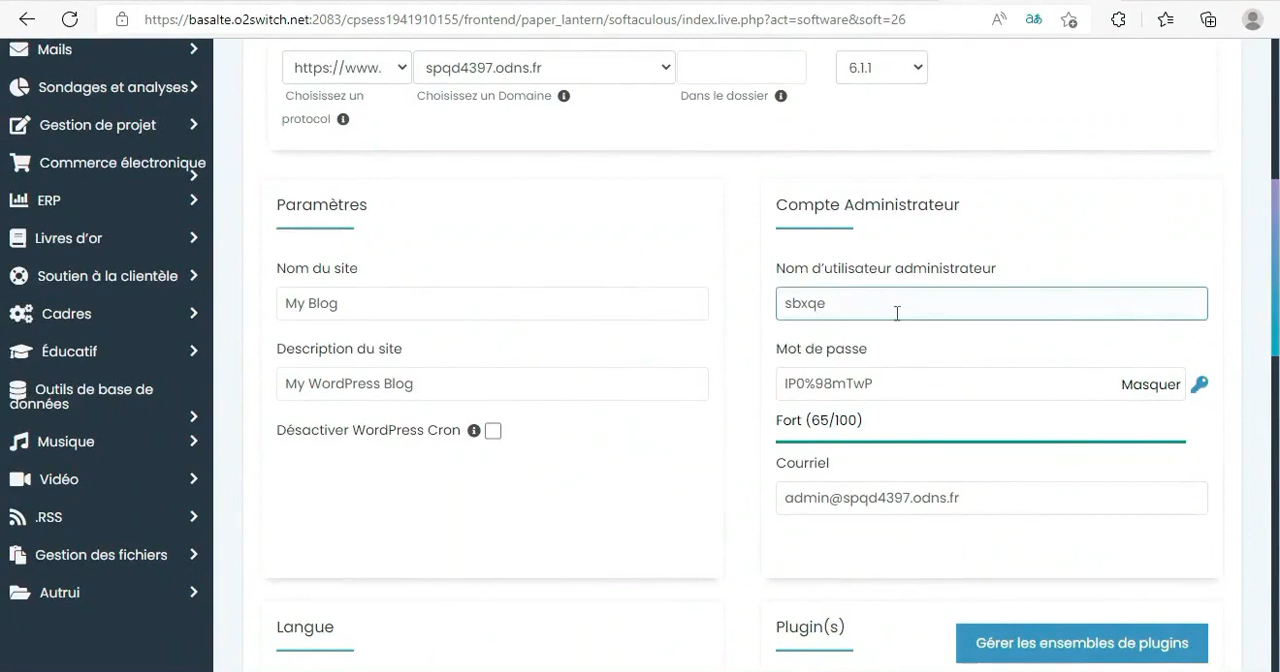 https://basalte.o2switch.net:2083/cpsess1941910155/frontend/paper_lantern/softaculous/index.live.php?act=software&soft=26
Mails
Sondages et analyses
Gestion de projet
Commerce électronique
ERP
Livres d'or
Soutien à la clientèle
Cadres
Éducatif
Outils de base de
données
Musique
Vidéo
.RSS
Gestion des fichiers
Autrui
https://www. spqd4397.odns.fr 6.1.1
Choisissez un Choisissez un Domaine Dans le dossier
protocol
Paramètres
Nom du site
My Blog
Description du site
My WordPress Blog
Désactiver WordPress Cron
Compte Administrateur
Nom d'utilisateur administrateur
sbxqe
Mot de passe
IP0%98mTwP Masquer
Fort (65/100)
Courriel
admin@spqd4397.odns.fr
Langue
Plugin(s)
Gérer les ensembles de plugins